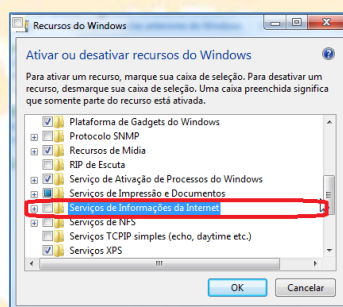 Recursos do Windows
Ativar ou desativar recursos do Windows
Para ativar um recurso, marque sua caixa de seleção. Para desativar um
recurso, desmarque sua caixa de seleção. Uma caixa preenchida significa
que somente parte do recurso está ativada.
Plataforma de Gadgets do Windows
Protocolo SNMP
Recursos de Mídia
RIP de Escuta
Serviço de Ativação de Processos do Windows
Serviços de Impressão e Documentos
Serviços de Informações da Internet
Serviços de NFS
Serviços TCPIP simples (echo, daytime etc.)
Serviços XPS
OK
Cancelar